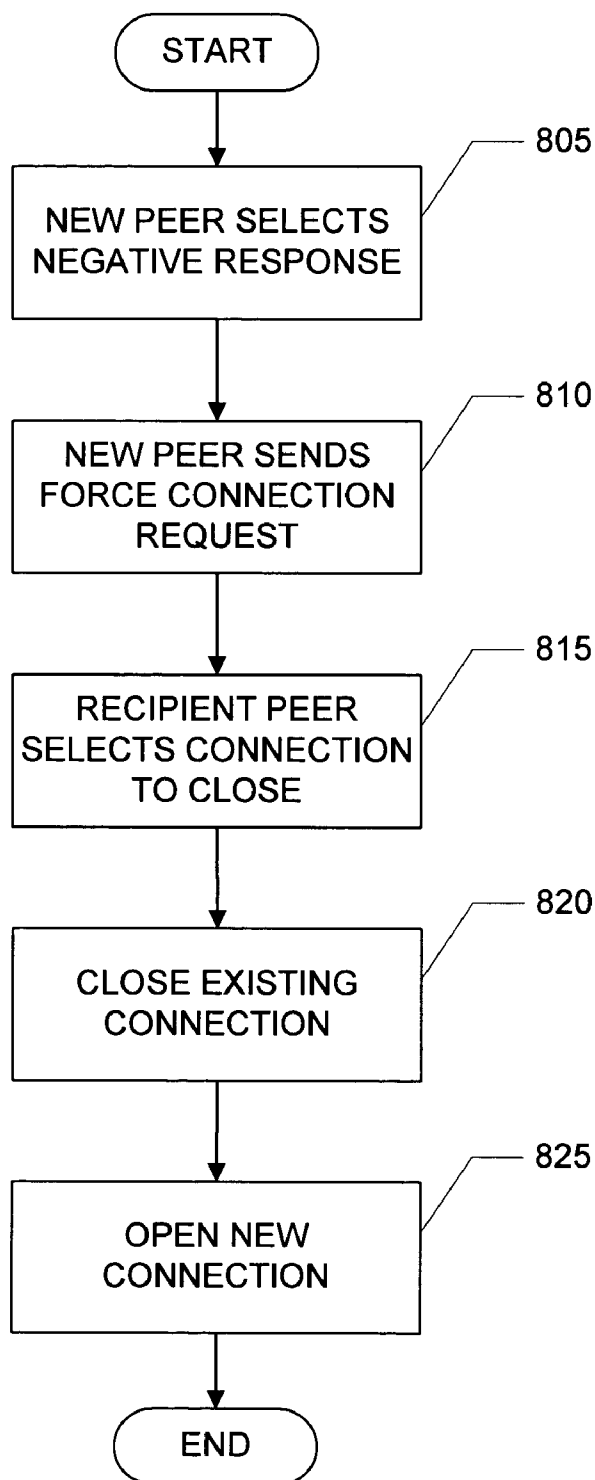 START
805
NEW PEER SELECTS
NEGATIVE RESPONSE
810
NEW PEER SENDS
FORCE CONNECTION
REQUEST
815
RECIPIENT PEER
SELECTS CONNECTION
TO CLOSE
820
CLOSE EXISTING
CONNECTION
825
OPEN NEW
CONNECTION
END